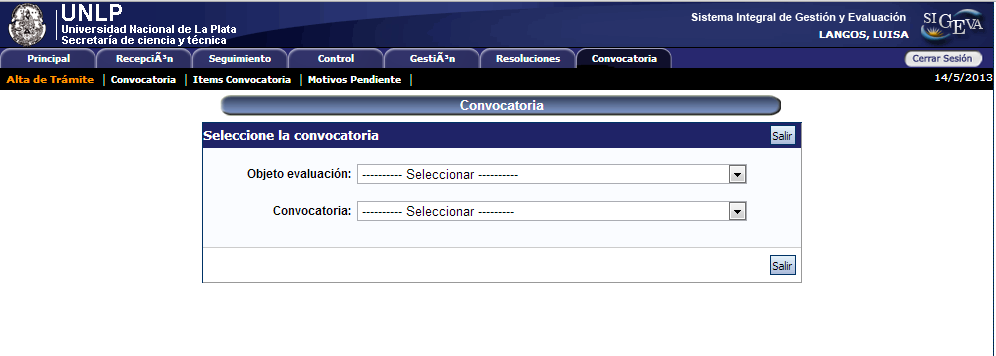 UNLP
Universidad Nacional de La Plata
Secretaría de ciencia y técnica
Sistema Integral de Gestión y Evaluación
LANGOS, LUISA
SIGEVA
Principal RecepciÃ³n Seguimiento Control GestiÃ³n Resoluciones Convocatoria Cerrar Sesión
Alta de Trámite | Convocatoria | Items Convocatoria | Motivos Pendiente | 14/5/2013
Convocatoria
Seleccione la convocatoria Salir
Objeto evaluación: ---------- Seleccionar ----------
Convocatoria: ---------- Seleccionar ---------
Salir